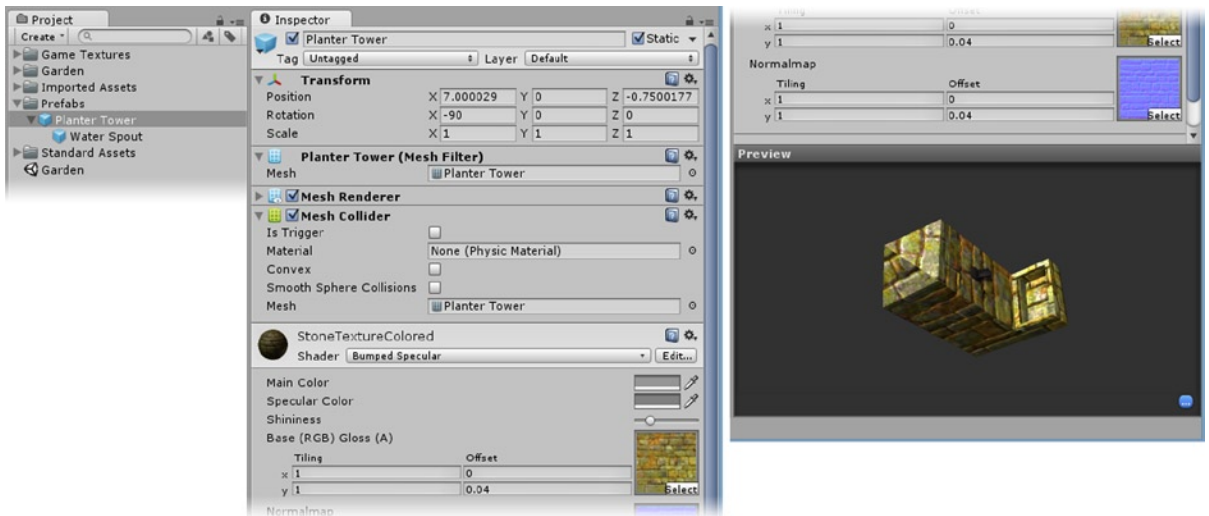 Project
Create
Game Textures
Garden
Imported Assets
Prefabs
Planter Tower
Water Spout
Standard Assets
Garden
Inspector
Planter Tower
Static
Tag Untagged Layer Default
Transform
Position X 7.000029 Y 0 Z -0.7500177
Rotation X -90 Y 0 Z 0
Scale X 1 Y 1 Z 1
Planter Tower (Mesh Filter)
Mesh Planter Tower
Mesh Renderer
Mesh Collider
Is Trigger
Material None (Physic Material)
Convex
Smooth Sphere Collisions
Mesh Planter Tower
StoneTextureColored
Shader Bumped Specular Edit...
Main Color
Specular Color
Shininess
Base (RGB) Gloss (A)
Tiling Offset
x 1 0
y 1 0.04
Select
Normalmap
Tiling
x 1 0
y 1 0.04
Select
Normalmap
Tiling Offset
x 1 0
y 1 0.04
Select
Preview